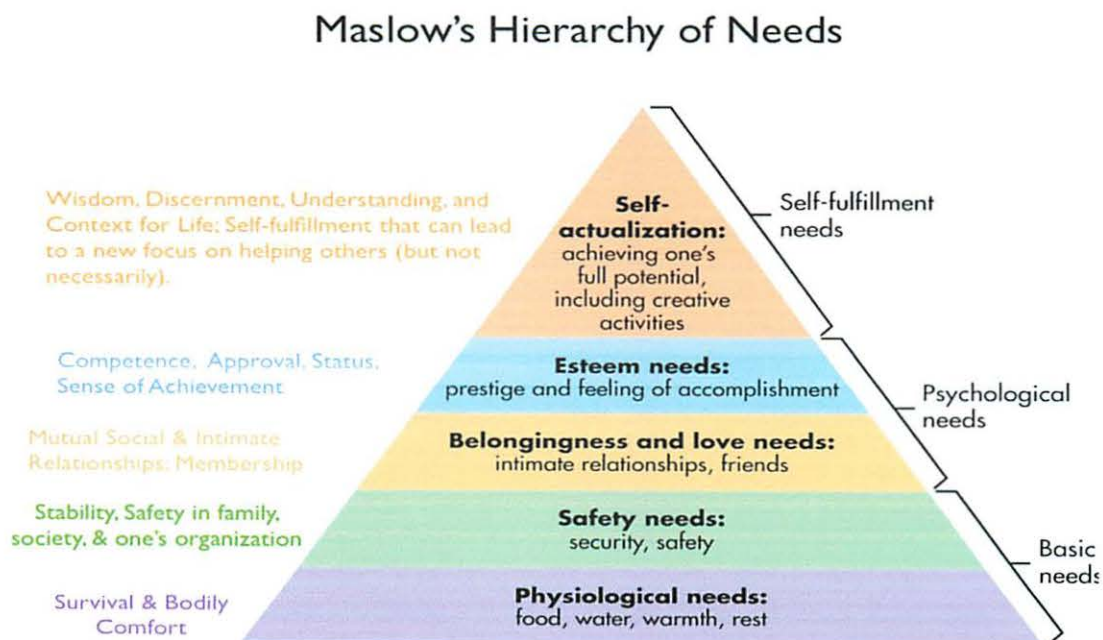 Maslow's Hierarchy of Needs
Wisdom, Discernment, Understanding, and
Context for Life; Self-fulfillment that can lead
to a new focus on helping others (but not
necessarily).
Self-
actualization:
achieving one's
full potential,
including creative
activities
Self-fulfillment
needs
Competence, Approval, Status,
Sense of Achievement
Esteem needs:
prestige and feeling of accomplishment
Psychological
needs
Mutual Social & Intimate
Relationships; Membership
Belongingness and love needs:
intimate relationships, friends
Stability, Safety in family,
society, & one's organization
Safety needs:
security, safety
Basic
needs
Survival & Bodily
Comfort
Physiological needs:
food, water, warmth, rest